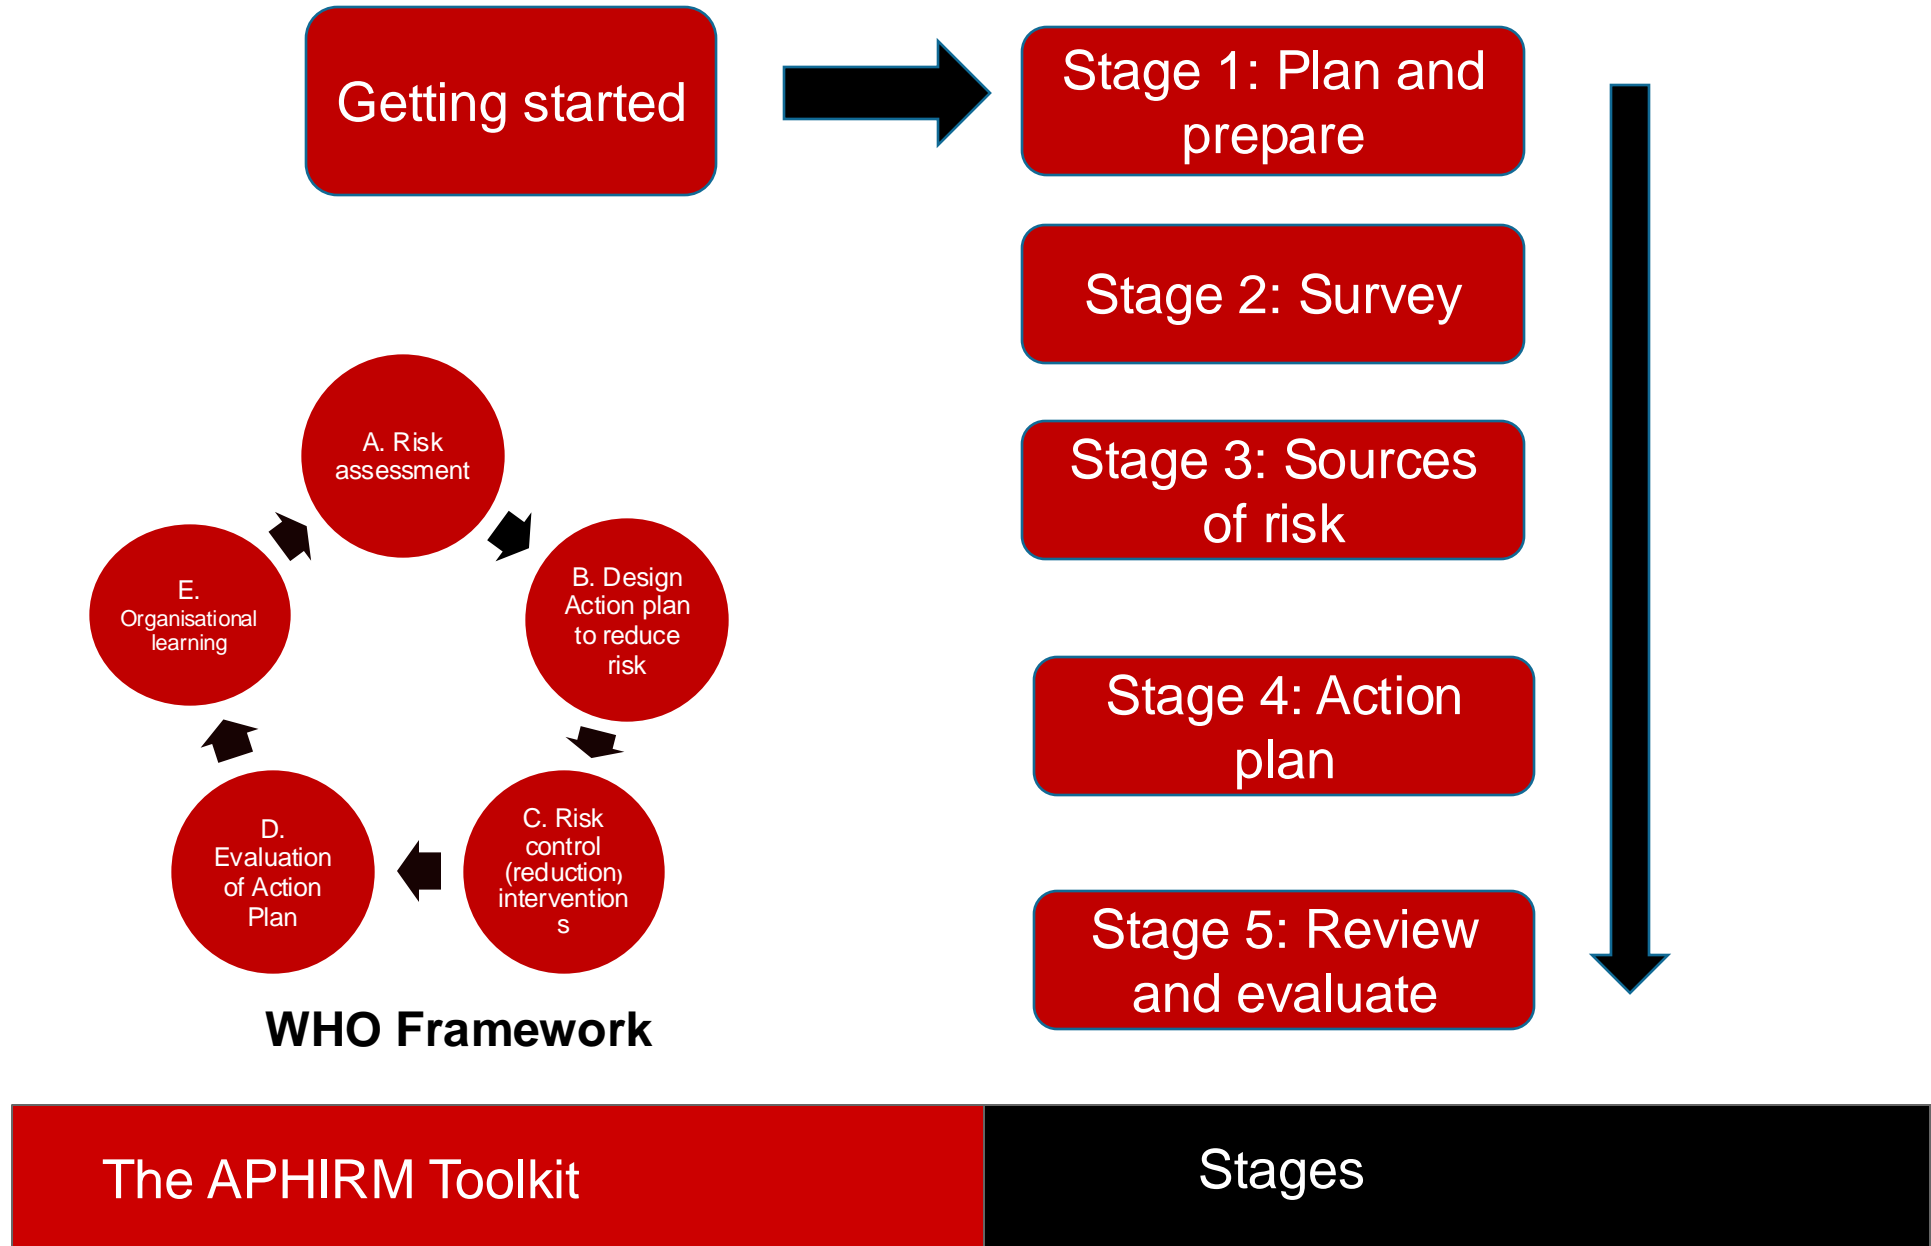 Getting started
Stage 1: Plan and
prepare
Stage 2: Survey
Stage 3: Sources
of risk
Stage 4: Action
plan
Stage 5: Review
and evaluate
A. Risk
assessment
B. Design
Action plan
to reduce
risk
C. Risk
control
(reduction)
intervention
s
D.
Evaluation
of Action
Plan
E.
Organisational
learning
WHO Framework
The APHIRM Toolkit
Stages